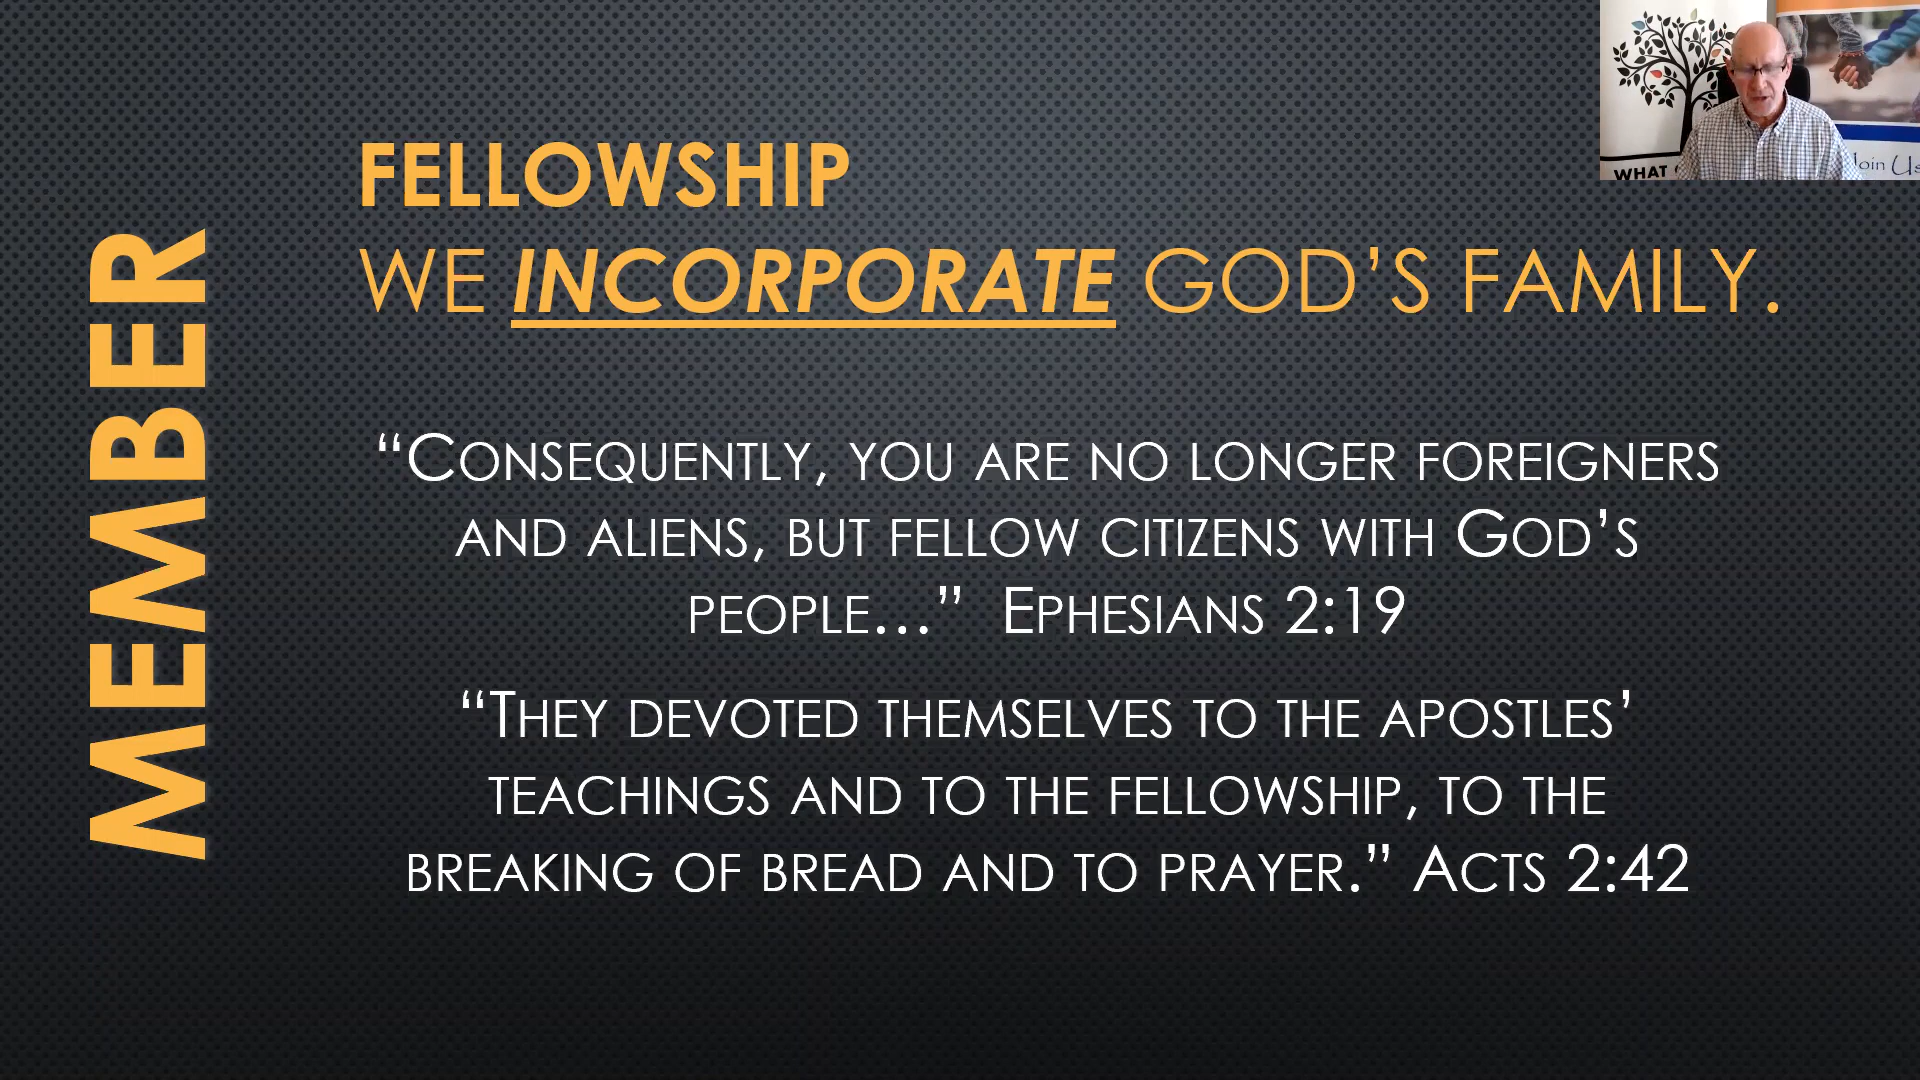 FELLOWSHIP
WE INCORPORATE GOD’S FAMILY.
MEMBER
“CONSEQUENTLY, YOU ARE NO LONGER FOREIGNERS
AND ALIENS, BUT FELLOW CITIZENS WITH GOD’S
PEOPLE…” EPHESIANS 2:19
“THEY DEVOTED THEMSELVES TO THE APOSTLES’
TEACHINGS AND TO THE FELLOWSHIP, TO THE
BREAKING OF BREAD AND TO PRAYER.” ACTS 2:42
WHAT
Join Us